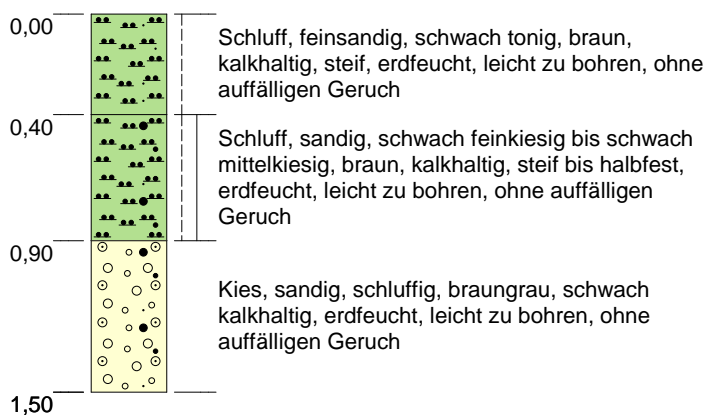 0,00
Schluff, feinsandig, schwach tonig, braun,
kalkhaltig, steif, erdfeucht, leicht zu bohren, ohne
auffälligen Geruch
0,40
Schluff, sandig, schwach feinkiesig bis schwach
mittelkiesig, braun, kalkhaltig, steif bis halbfest,
erdfeucht, leicht zu bohren, ohne auffälligen
Geruch
0,90
Kies, sandig, schluffig, braungrau, schwach
kalkhaltig, erdfeucht, leicht zu bohren, ohne
auffälligen Geruch
1,50